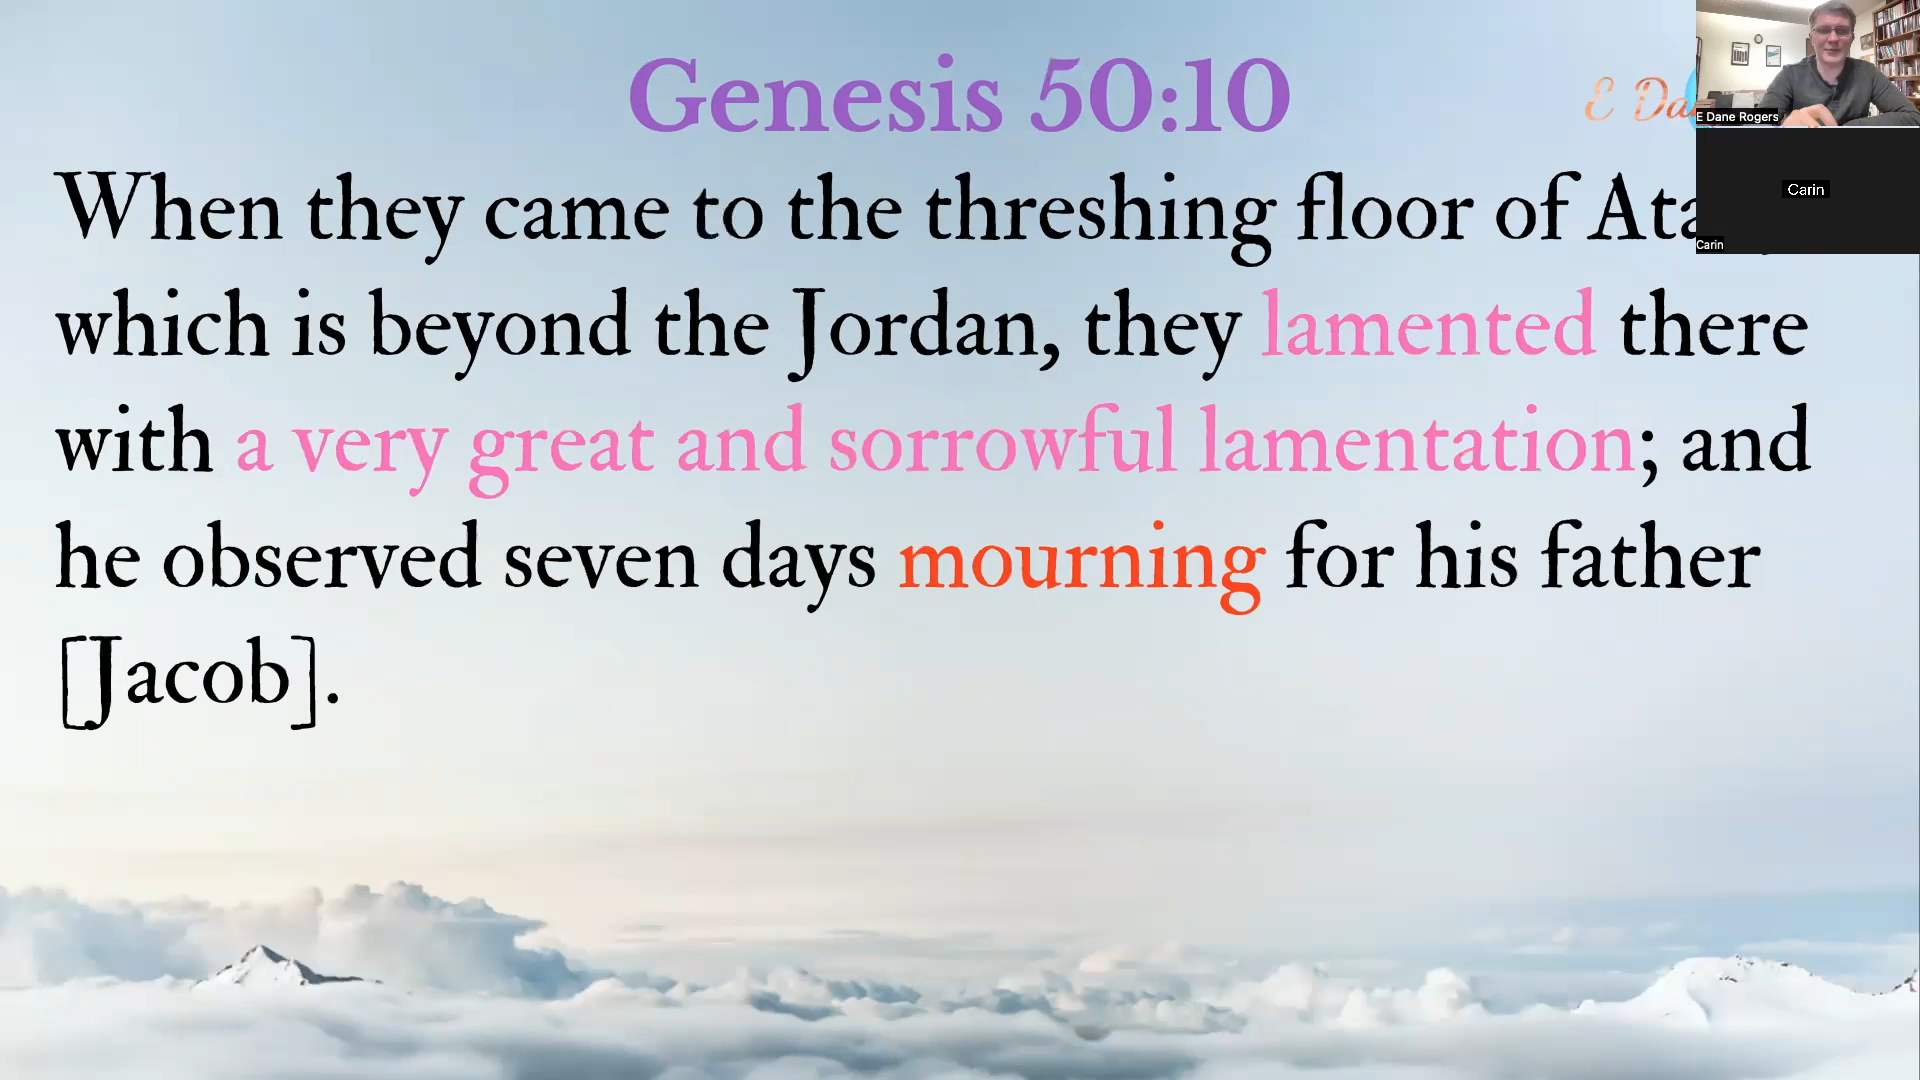 Genesis 50:10
When they came to the threshing floor of
which is beyond the Jordan, they lamented there
with a very great and sorrowful lamentation; and
he observed seven days mourning for his father
[Jacob].
E
E Dane Rogers
Carin
Carin